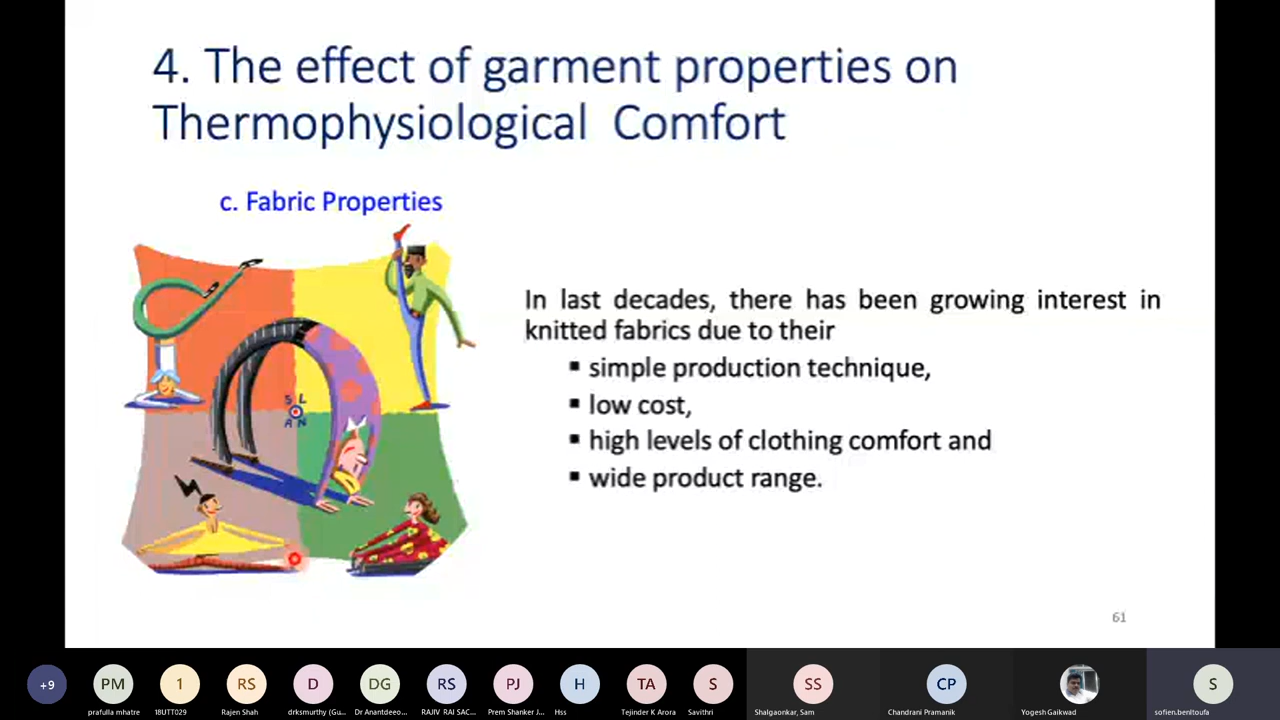 4. The effect of garment properties on
Thermophysiological Comfort
c. Fabric Properties
In last decades, there has been growing interest in
knitted fabrics due to their
▪ simple production technique,
▪ low cost,
▪ high levels of clothing comfort and
▪ wide product range.
S L
A N
61
+9 PM 1 RS D DG RS PJ H TA S SS CP S
prafulla mhatre 18UTT029 Rajen Shah drksmurthy (Gu... Dr Anantdeeo... RAJIV RAI SAC... Prem Shanker J... Hss Tejinder K Arora Savithri Shalgaonkar, Sam Chandrani Pramanik Yogesh Gaikwad sofien.benltoufa